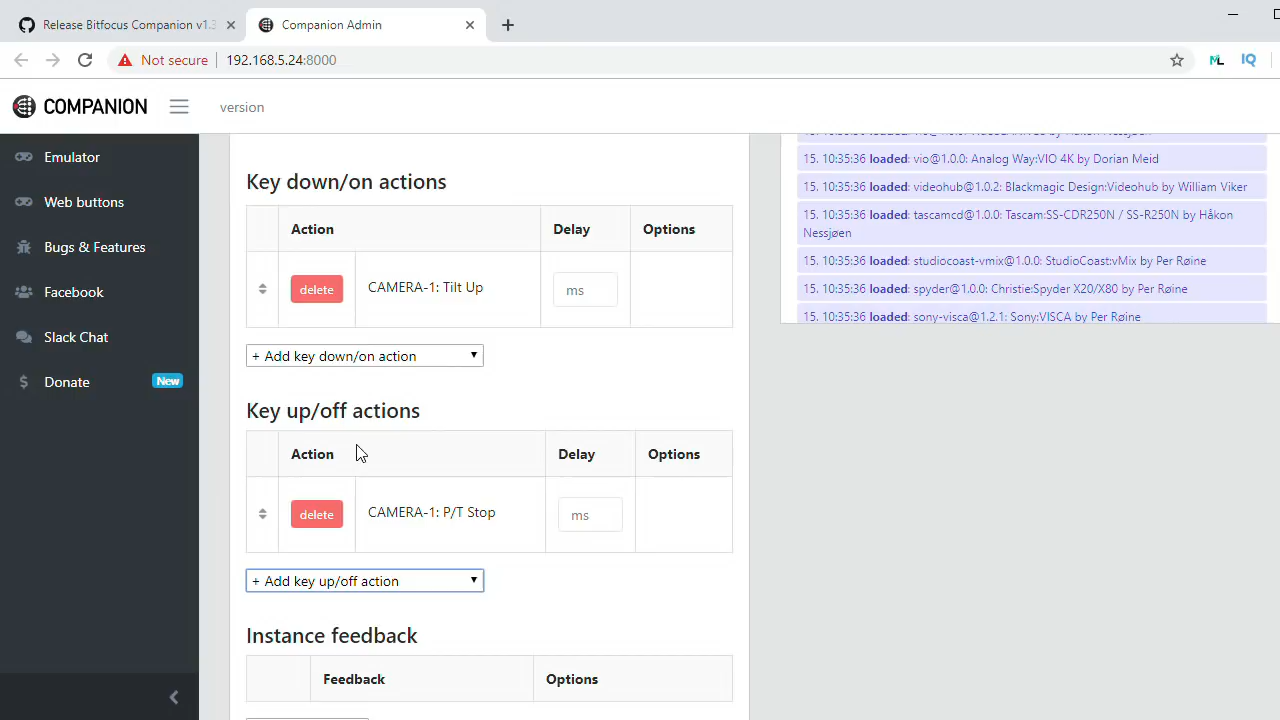 Release Bitfocus Companion v1.3
Companion Admin
Not secure
192.168.5.24:8000
COMPANION
version
Emulator
Web buttons
Bugs & Features
Facebook
Slack Chat
Donate
New
Key down/on actions
Action
Delay
Options
delete
CAMERA-1: Tilt Up
ms
+ Add key down/on action
Key up/off actions
Action
Delay
Options
delete
CAMERA-1: P/T Stop
ms
+ Add key up/off action
Instance feedback
Feedback
Options
15. 10:35:36 loaded: vio@1.0.0: Analog Way:VIO 4K by Dorian Meid
15. 10:35:36 loaded: videohub@1.0.2: Blackmagic Design:Videohub by William Viker
15. 10:35:36 loaded: tascamcd@1.0.0: Tascam:SS-CDR250N / SS-R250N by Håkon
Nessjøen
15. 10:35:36 loaded: studiocoast-vmix@1.0.0: StudioCoast:vMix by Per Røine
15. 10:35:36 loaded: spyder@1.0.0: Christie:Spyder X20/X80 by Per Røine
15. 10:35:36 loaded: sony-visca@1.2.1: Sony:VISCA by Per Røine